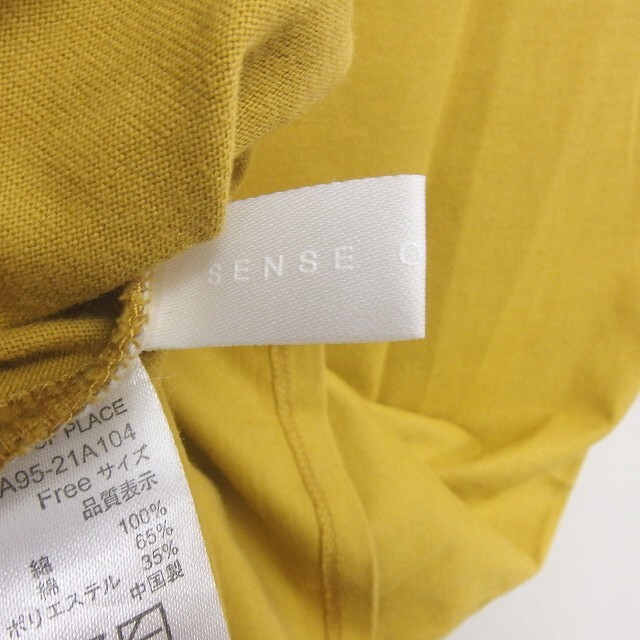 SENSE O
OF PLACE
A95-21A104
Free サイズ
品質表示
100%
綿 65%
綿 35%
ポリエステル 中国製